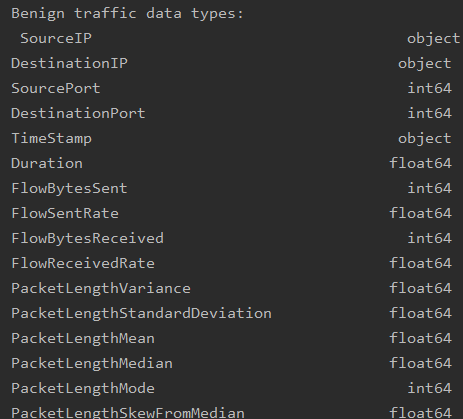 Benign traffic data types:
 SourceIP                                   object
DestinationIP                              object
SourcePort                                  int64
DestinationPort                             int64
TimeStamp                                  object
Duration                                  float64
FlowBytesSent                               int64
FlowSentRate                              float64
FlowBytesReceived                           int64
FlowReceivedRate                          float64
PacketLengthVariance                      float64
PacketLengthStandardDeviation             float64
PacketLengthMean                          float64
PacketLengthMedian                        float64
PacketLengthMode                            int64
PacketLengthSkewFromMedian                float64